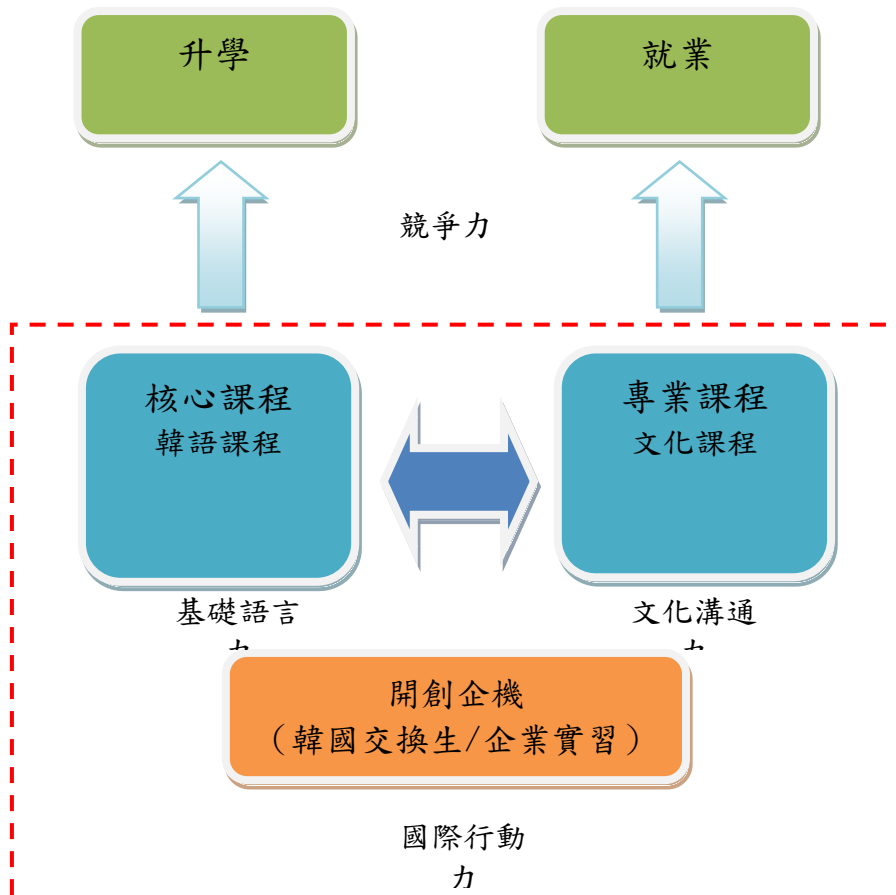 升學
就業
競爭力
核心課程
韓語課程
專業課程
文化課程
基礎語言
力
文化溝通
力
開創企機
（韓國交換生/企業實習）
國際行動
力